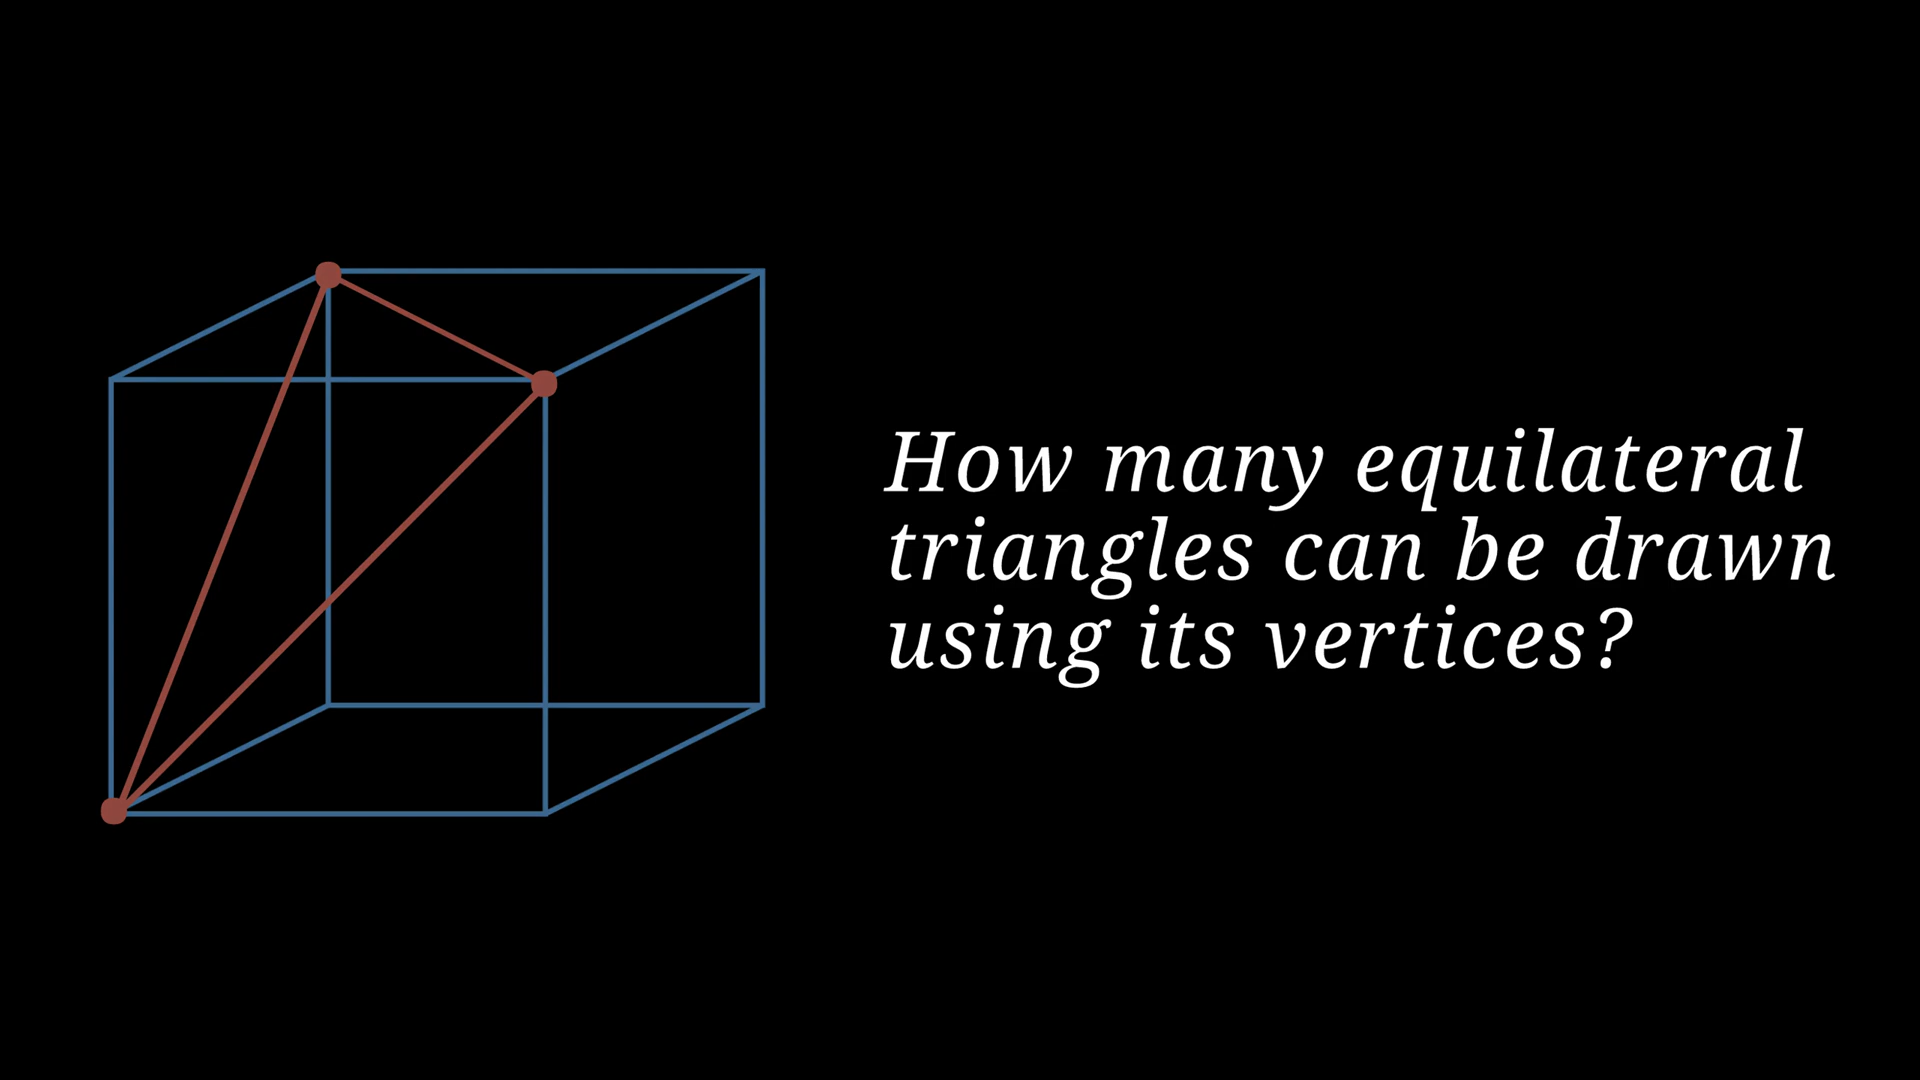 How many equilateral
triangles can be drawn
using its vertices?